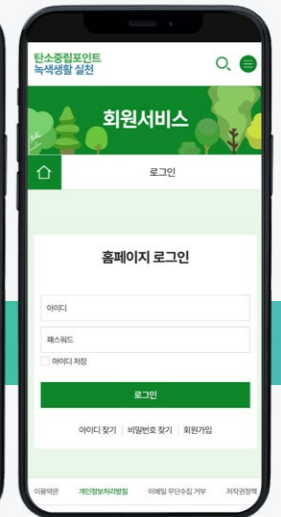 탄소중립포인트
녹색생활 실천
회원서비스
로그인
홈페이지 로그인
아이디
패스워드
아이디 저장
로그인
아이디 찾기 | 비밀번호 찾기 | 회원가입
이용약관 개인정보처리방침 이메일 무단수집 거부 저작권정책